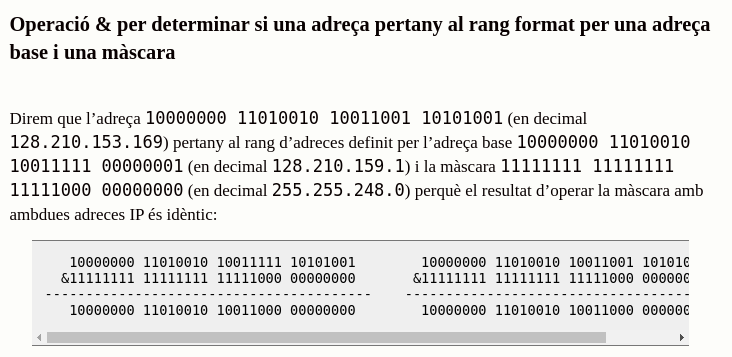 Operació & per determinar si una adreça pertany al rang format per una adreça
base i una màscara
Direm que l’adreça 10000000 11010010 10011001 10101001 (en decimal
128.210.153.169) pertany al rang d’adreces definit per l’adreça base 10000000 11010010
10011111 00000001 (en decimal 128.210.159.1) i la màscara 11111111 11111111
11111000 00000000 (en decimal 255.255.248.0) perquè el resultat d’operar la màscara amb
ambdues adreces IP és idèntic:
10000000 11010010 10011111 10101001 10000000 11010010 10011001 101010
&11111111 11111111 11111000 00000000 &11111111 11111111 11111000 000000
---------------------------------------- -----------------------------------
10000000 11010010 10011000 00000000 10000000 11010010 10011000 000000